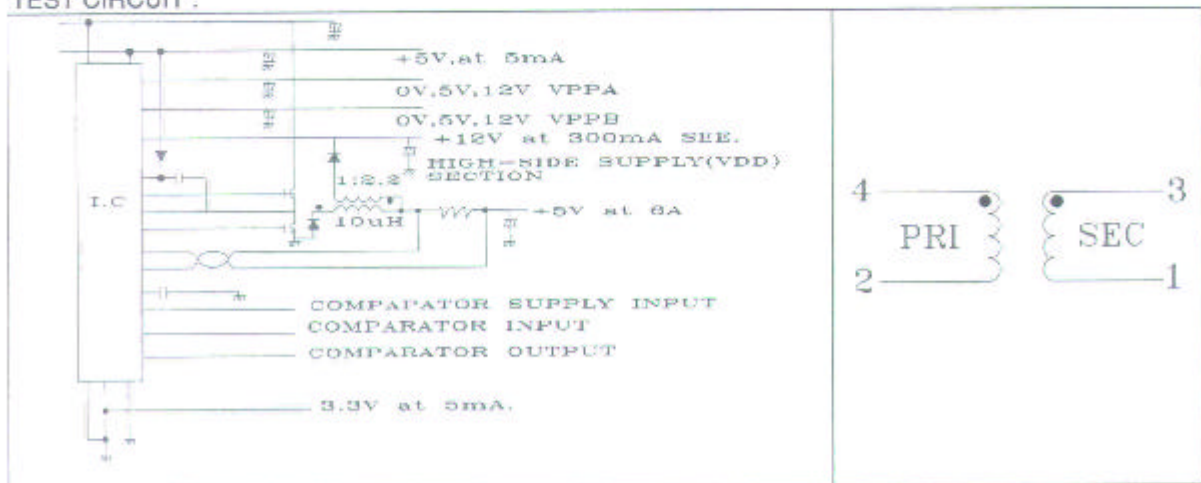 TEST CIRCUIT :
+5V,at 5mA
0V,5V,12V VPPA
0V,5V,12V VPPB
+12V at 300mA SEE.
HIGH-SIDE SUPPLY(VDD)
SECTION
1:2.2
I.C
10uH
+5V at 6A
COMPAPATOR SUPPLY INPUT
COMPARATOR INPUT
COMPARATOR OUTPUT
3.3V at 5mA.
4
3
PRI
SEC
2
1